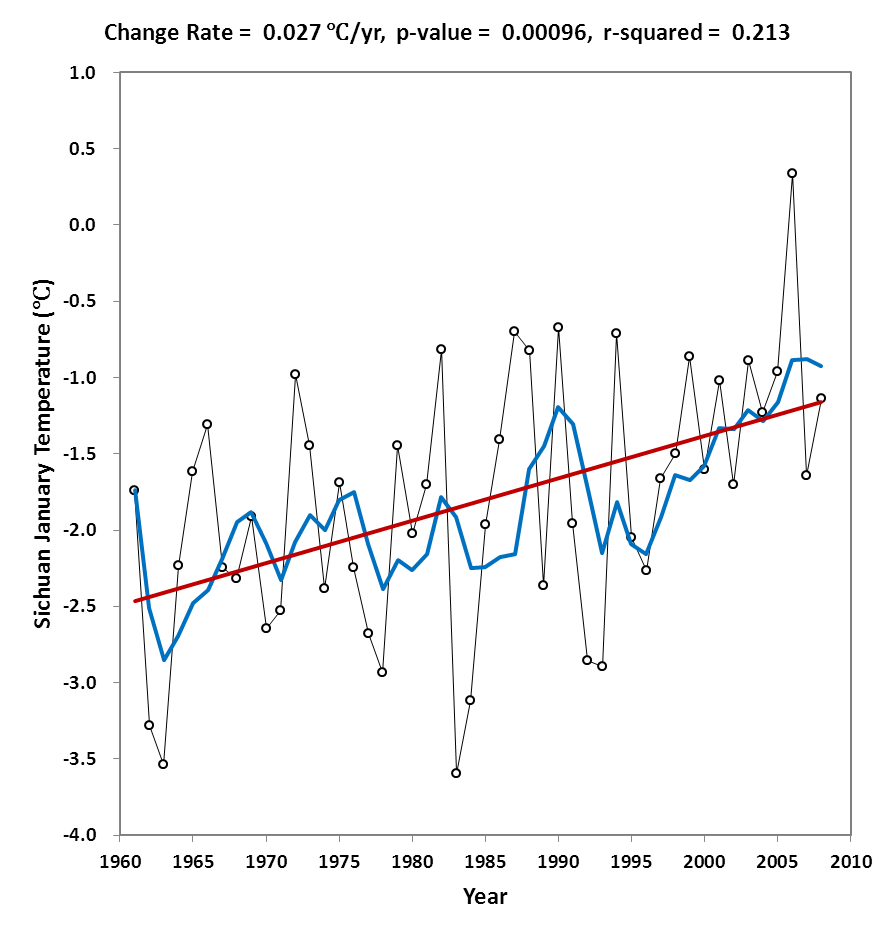 Change Rate = 0.027 ℃/yr, p-value = 0.00096, r-squared = 0.213
1.0
0.5
0.0
-0.5
-1.0
-1.5
-2.0
-2.5
-3.0
-3.5
-4.0
Sichuan January Temperature (℃)
1960 1965 1970 1975 1980 1985 1990 1995 2000 2005 2010
Year